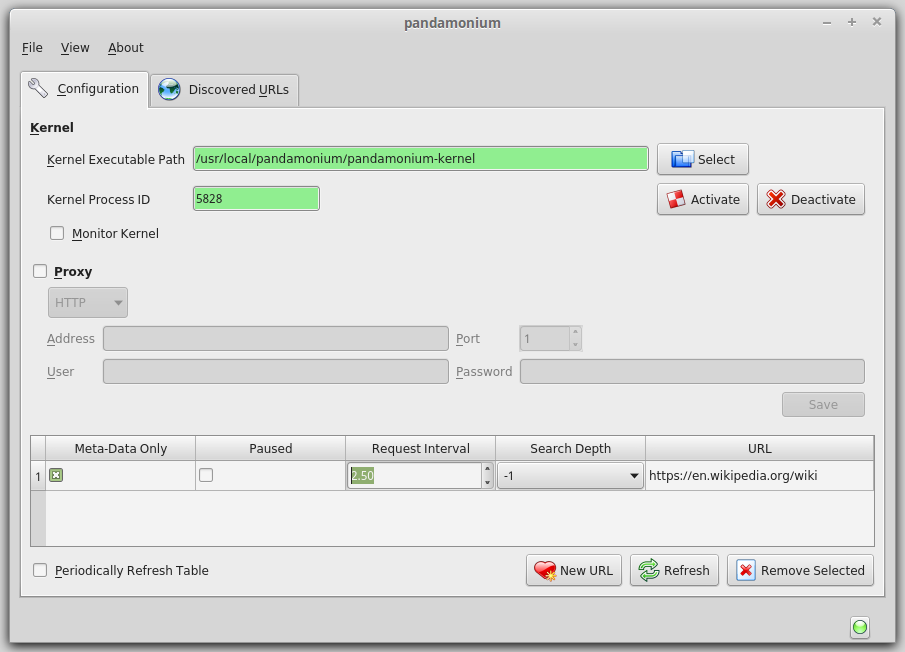 pandamonium
File View About
Configuration Discovered URLs
Kernel
Kernel Executable Path /usr/local/pandamonium/pandamonium-kernel Select
Kernel Process ID 5828 Activate Deactivate
Monitor Kernel
Proxy
HTTP
Address Port 1
User Password
Save
Meta-Data Only Paused Request Interval Search Depth URL
1 2.50 -1 https://en.wikipedia.org/wiki
Periodically Refresh Table New URL Refresh Remove Selected